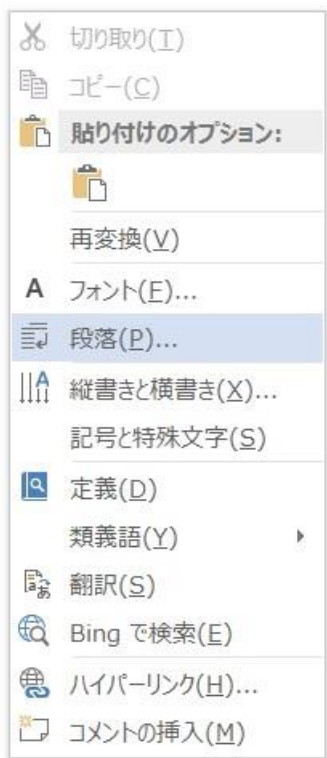 切り取り(T)
コピー(C)
貼り付けのオプション:
再変換(V)
フォント(F)...
段落(P)...
縦書きと横書き(X)...
記号と特殊文字(S)
定義(D)
類義語(Y)
翻訳(S)
Bing で検索(E)
ハイパーリンク(H)...
コメントの挿入(M)